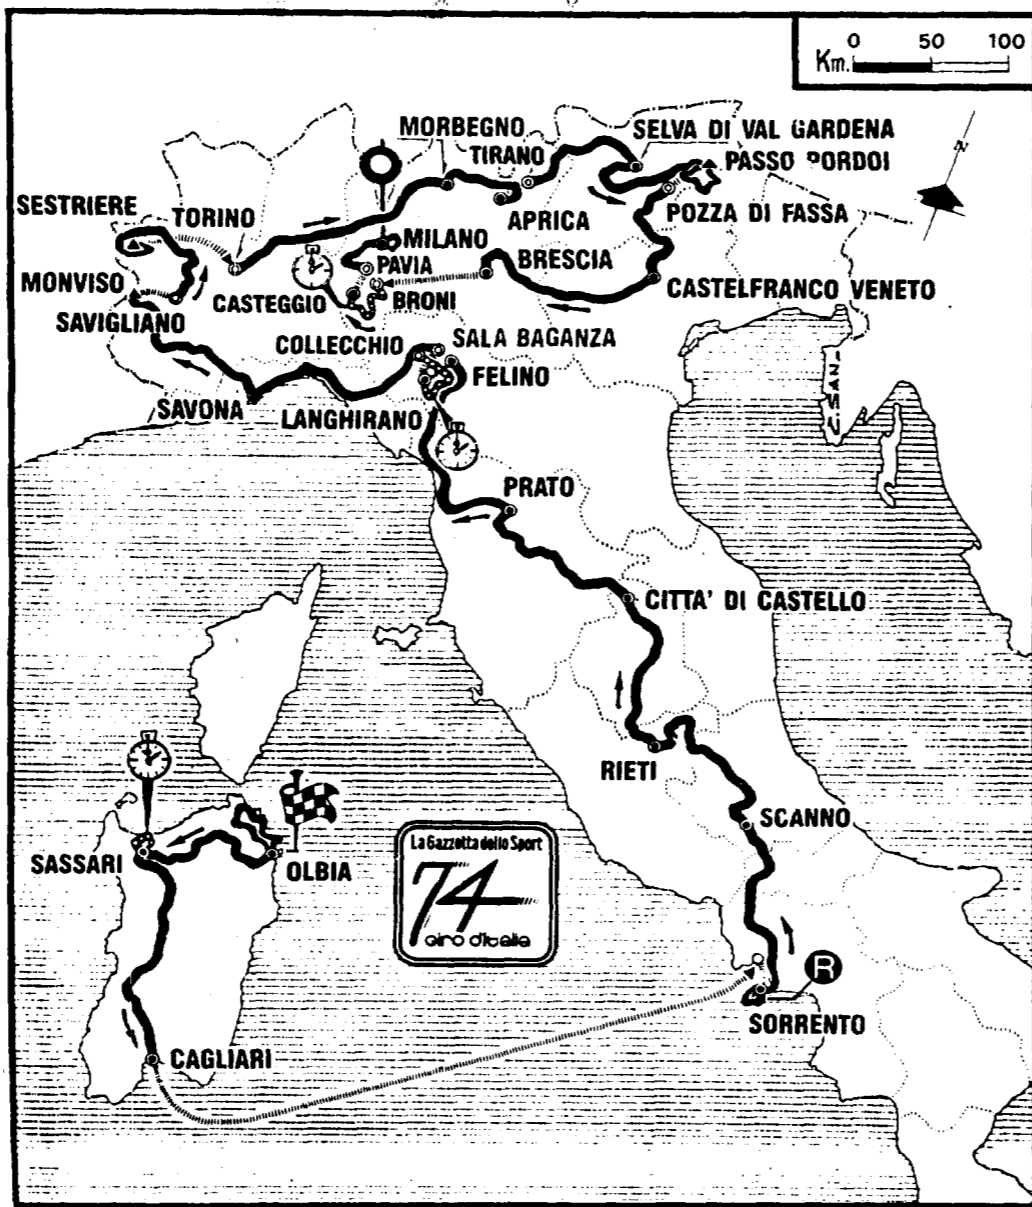 Km. 0 50 100
N
MORBEGNO
SELVA DI VAL GARDENA
TIRANO
PASSO PORDOI
SESTRIERE
TORINO
APRICA
POZZA DI FASSA
MILANO
PAVIA
BRESCIA
MONVISO
CASTELFRANCO VENETO
CASTEGGIO
BRONI
SAVIGLIANO
COLLECCHIO
SALA BAGANZA
FELINO
SAVONA
LANGHIRANO
PRATO
CITTA' DI CASTELLO
RIETI
SCANNO
SASSARI
OLBIA
La Gazzetta dello Sport
74
giro d'italia
R
SORRENTO
CAGLIARI